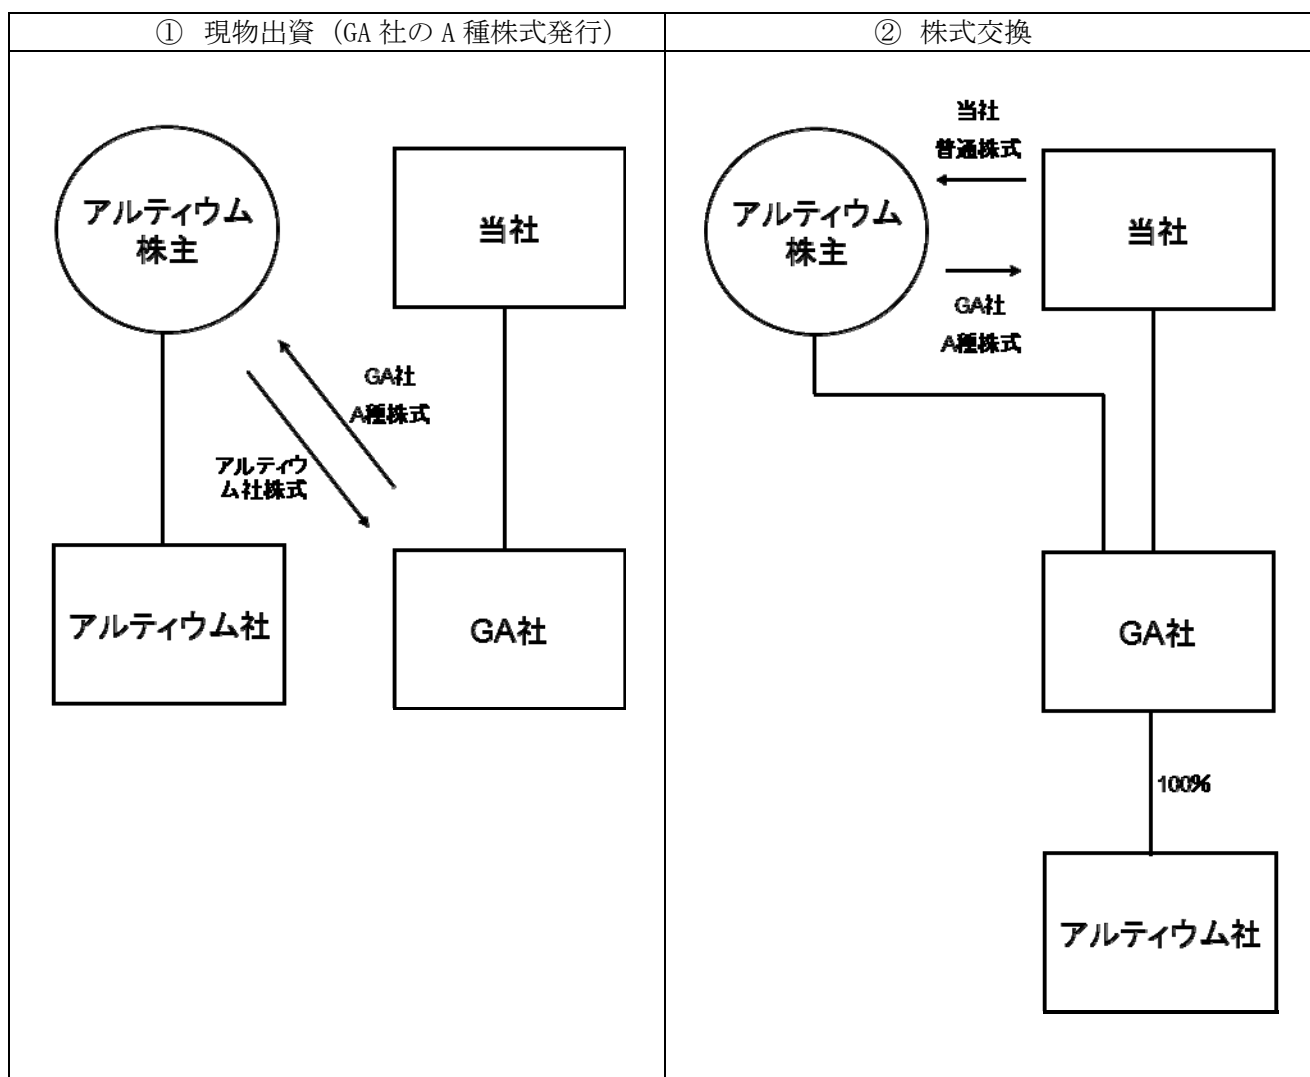 ① 現物出資（GA 社の A 種株式発行）
アルティウム
株主
当社
GA社
A種株式
アルティウ
ム社株式
アルティウム社
GA社
② 株式交換
当社
普通株式
アルティウム
株主
当社
GA社
A種株式
GA社
100%
アルティウム社